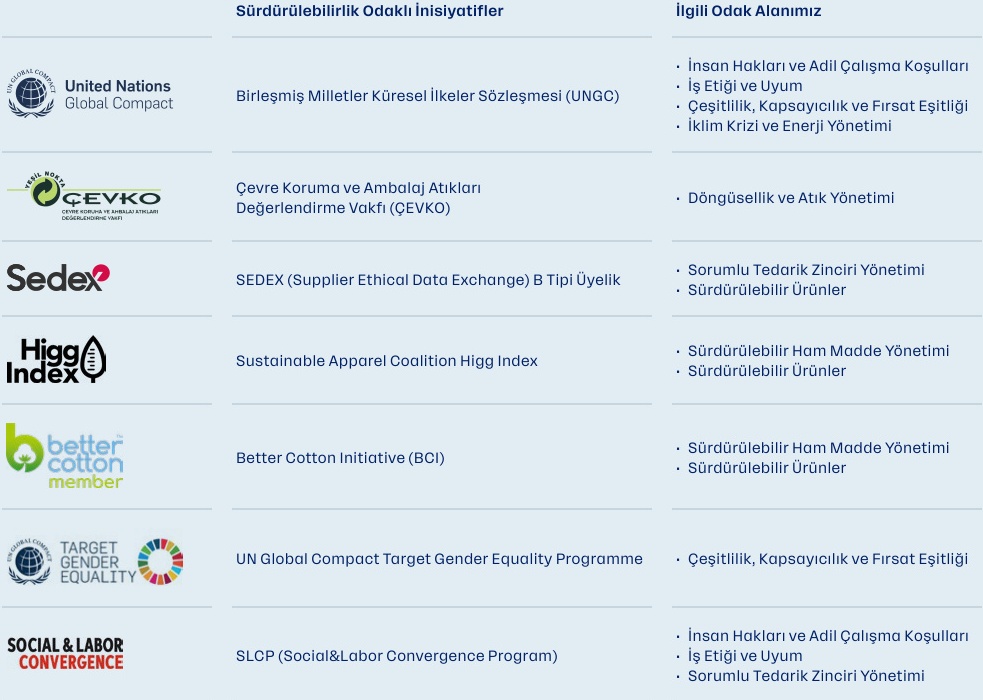 Sürdürülebilirlik Odaklı İnisiyatifler
İlgili Odak Alanımız
UN GLOBAL COMPACT
United Nations
Global Compact
Birleşmiş Milletler Küresel İlkeler Sözleşmesi (UNGC)
· İnsan Hakları ve Adil Çalışma Koşulları
· İş Etiği ve Uyum
· Çeşitlilik, Kapsayıcılık ve Fırsat Eşitliği
· İklim Krizi ve Enerji Yönetimi
YEŞİL NOKTA
ÇEVKO
ÇEVRE KORUMA VE AMBALAJ ATIKLARI
DEĞERLENDİRME VAKFI
Çevre Koruma ve Ambalaj Atıkları
Değerlendirme Vakfı (ÇEVKO)
· Döngüsellik ve Atık Yönetimi
Sedex
SEDEX (Supplier Ethical Data Exchange) B Tipi Üyelik
· Sorumlu Tedarik Zinciri Yönetimi
· Sürdürülebilir Ürünler
Higg
Index
Sustainable Apparel Coalition Higg Index
· Sürdürülebilir Ham Madde Yönetimi
· Sürdürülebilir Ürünler
better
cotton
member
Better Cotton Initiative (BCI)
· Sürdürülebilir Ham Madde Yönetimi
· Sürdürülebilir Ürünler
UN GLOBAL COMPACT
TARGET
GENDER
EQUALITY
UN Global Compact Target Gender Equality Programme
· Çeşitlilik, Kapsayıcılık ve Fırsat Eşitliği
SOCIAL & LABOR
CONVERGENCE
SLCP (Social&Labor Convergence Program)
· İnsan Hakları ve Adil Çalışma Koşulları
· İş Etiği ve Uyum
· Sorumlu Tedarik Zinciri Yönetimi